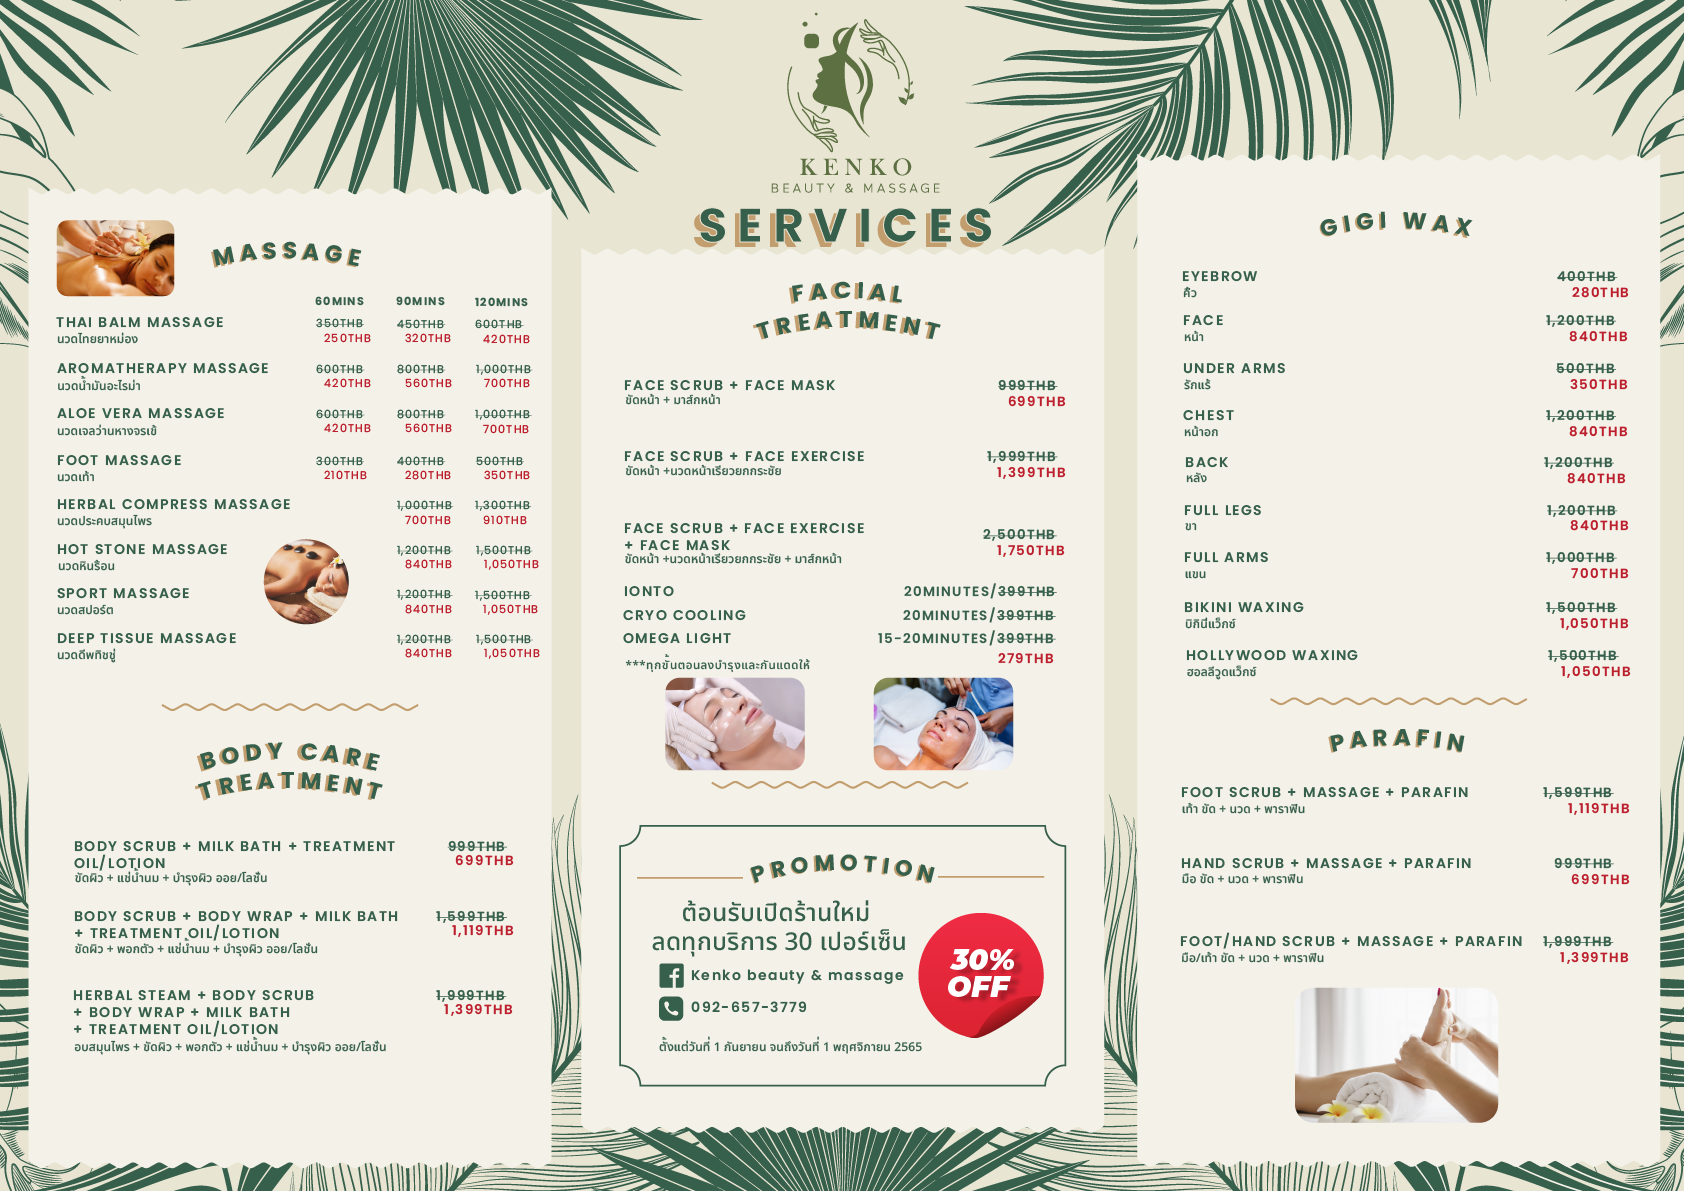 KENKO
BEAUTY & MASSAGE
SERVICES
MASSAGE
60MINS 90MINS 120MINS
THAI BALM MASSAGE 350THB 450THB 600THB
นวดไทยยาหม่อง 250THB 320THB 420THB
AROMATHERAPY MASSAGE 600THB 800THB 1,000THB
นวดน้ำมันอะโรม่า 420THB 560THB 700THB
ALOE VERA MASSAGE 600THB 800THB 1,000THB
นวดเจลว่านหางจรเข้ 420THB 560THB 700THB
FOOT MASSAGE 300THB 400THB 500THB
นวดเท้า 210THB 280THB 350THB
HERBAL COMPRESS MASSAGE 1,000THB 1,300THB
นวดประคบสมุนไพร 700THB 910THB
HOT STONE MASSAGE 1,200THB 1,500THB
นวดหินร้อน 840THB 1,050THB
SPORT MASSAGE 1,200THB 1,500THB
นวดสปอร์ต 840THB 1,050THB
DEEP TISSUE MASSAGE 1,200THB 1,500THB
นวดดีพทิชชู่ 840THB 1,050THB
BODY CARE
TREATMENT
BODY SCRUB + MILK BATH + TREATMENT 999THB
OIL/LOTION 699THB
ขัดผิว + แช่น้ำนม + บำรุงผิว ออย/โลชั่น
BODY SCRUB + BODY WRAP + MILK BATH 1,599THB
+ TREATMENT OIL/LOTION 1,119THB
ขัดผิว + พอกตัว + แช่น้ำนม + บำรุงผิว ออย/โลชั่น
HERBAL STEAM + BODY SCRUB 1,999THB
+ BODY WRAP + MILK BATH 1,399THB
+ TREATMENT OIL/LOTION
อบสมุนไพร + ขัดผิว + พอกตัว + แช่น้ำนม + บำรุงผิว ออย/โลชั่น
FACIAL
TREATMENT
FACE SCRUB + FACE MASK 999THB
ขัดหน้า + มาส์กหน้า 699THB
FACE SCRUB + FACE EXERCISE 1,999THB
ขัดหน้า +นวดหน้าเรียวยกกระชัย 1,399THB
FACE SCRUB + FACE EXERCISE 2,500THB
+ FACE MASK 1,750THB
ขัดหน้า +นวดหน้าเรียวยกกระชัย + มาส์กหน้า
IONTO 20MINUTES/399THB
CRYO COOLING 20MINUTES/399THB
OMEGA LIGHT 15-20MINUTES/399THB
279THB
***ทุกขั้นตอนลงบำรุงและกันแดดให้
PROMOTION
ต้อนรับเปิดร้านใหม่
ลดทุกบริการ 30 เปอร์เซ็น
Kenko beauty & massage
092-657-3779
30%
OFF
ตั้งแต่วันที่ 1 กันยายน จนถึงวันที่ 1 พฤศจิกายน 2565
GIGI WAX
EYEBROW 400THB
คิ้ว 280THB
FACE 1,200THB
หน้า 840THB
UNDER ARMS 500THB
รักแร้ 350THB
CHEST 1,200THB
หน้าอก 840THB
BACK 1,200THB
หลัง 840THB
FULL LEGS 1,200THB
ขา 840THB
FULL ARMS 1,000THB
แขน 700THB
BIKINI WAXING 1,500THB
บิกินี่แว็กซ์ 1,050THB
HOLLYWOOD WAXING 1,500THB
ฮอลลีวูดแว็กซ์ 1,050THB
PARAFIN
FOOT SCRUB + MASSAGE + PARAFIN 1,599THB
เท้า ขัด + นวด + พาราฟิน 1,119THB
HAND SCRUB + MASSAGE + PARAFIN 999THB
มือ ขัด + นวด + พาราฟิน 699THB
FOOT/HAND SCRUB + MASSAGE + PARAFIN 1,999THB
มือ/เท้า ขัด + นวด + พาราฟิน 1,399THB